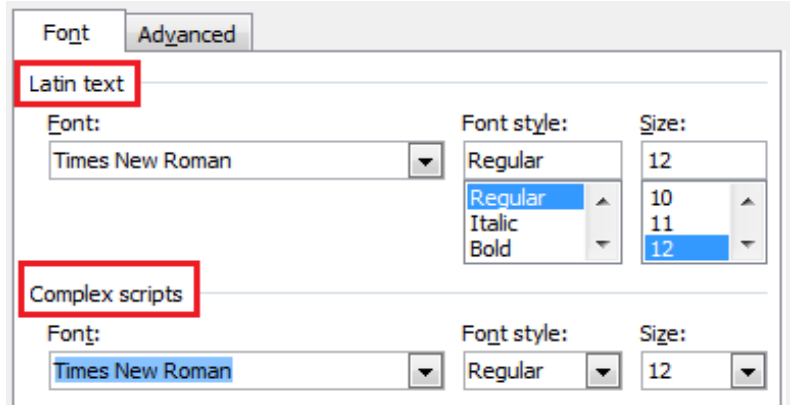 Font Advanced
Latin text
Font: Font style: Size:
Times New Roman Regular 12
Regular 10
Italic 11
Bold 12
Complex scripts
Font: Font style: Size:
Times New Roman Regular 12